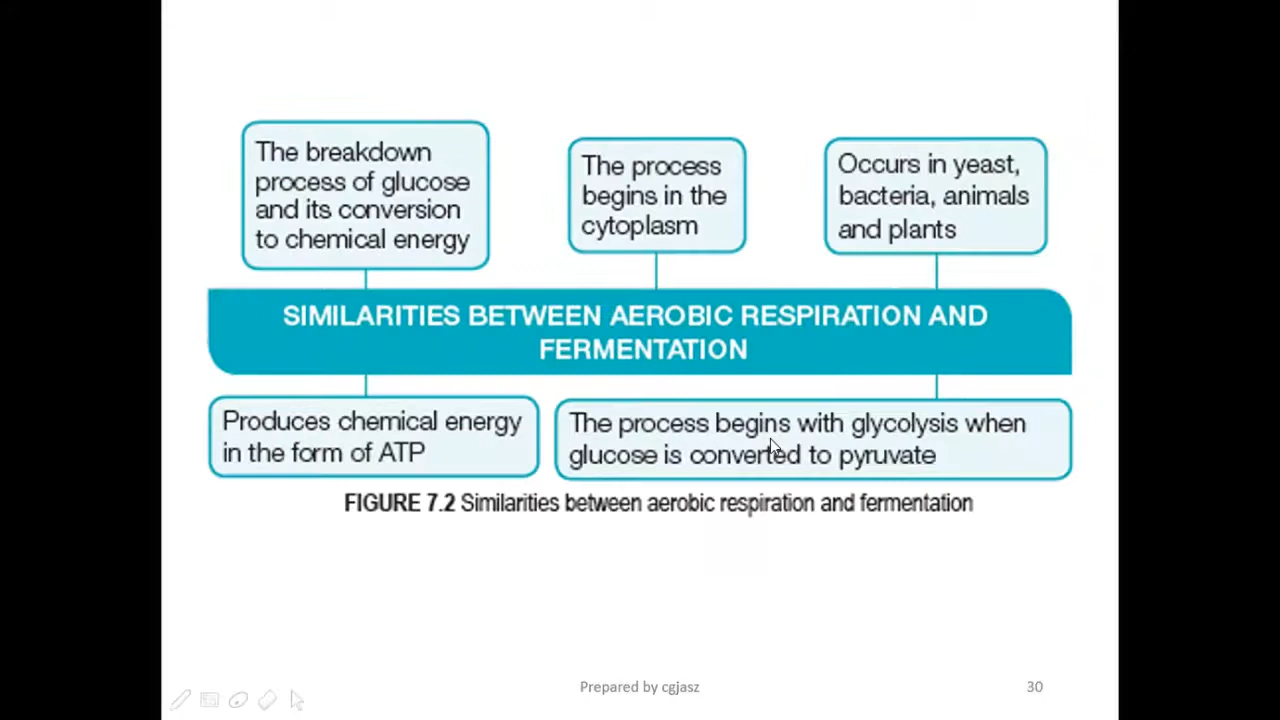 The breakdown
process of glucose
and its conversion
to chemical energy
The process
begins in the
cytoplasm
Occurs in yeast,
bacteria, animals
and plants
SIMILARITIES BETWEEN AEROBIC RESPIRATION AND
FERMENTATION
Produces chemical energy
in the form of ATP
The process begins with glycolysis when
glucose is converted to pyruvate
FIGURE 7.2 Similarities between aerobic respiration and fermentation
Prepared by cgjasz
30